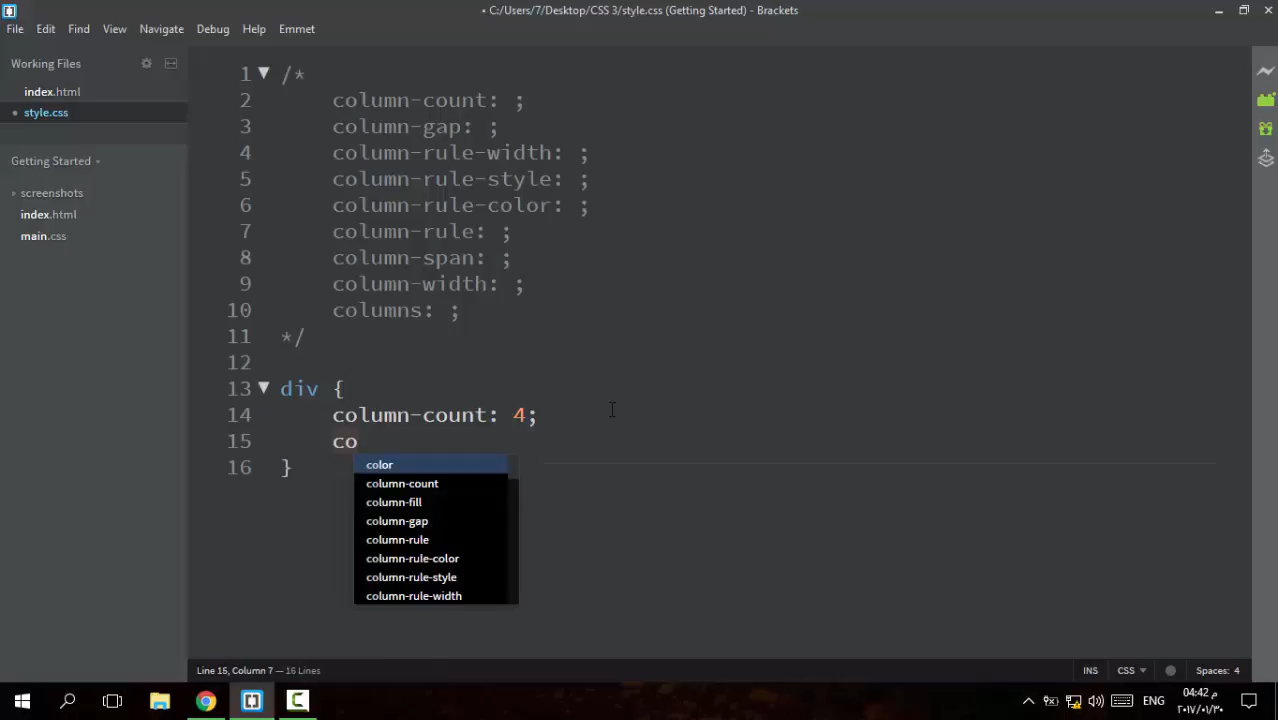 • C:/Users/7/Desktop/CSS 3/style.css (Getting Started) - Brackets
File Edit Find View Navigate Debug Help Emmet
Working Files
index.html
• style.css
Getting Started
screenshots
index.html
main.css
1 /*
2 column-count: ;
3 column-gap: ;
4 column-rule-width: ;
5 column-rule-style: ;
6 column-rule-color: ;
7 column-rule: ;
8 column-span: ;
9 column-width: ;
10 columns: ;
11 */
12
13 div {
14 column-count: 4;
15 co
16 }
color
column-count
column-fill
column-gap
column-rule
column-rule-color
column-rule-style
column-rule-width
Line 15, Column 7 — 16 Lines
INS CSS Spaces: 4
ENG
04:42 م
٢٠١٧/٠١/٣٠